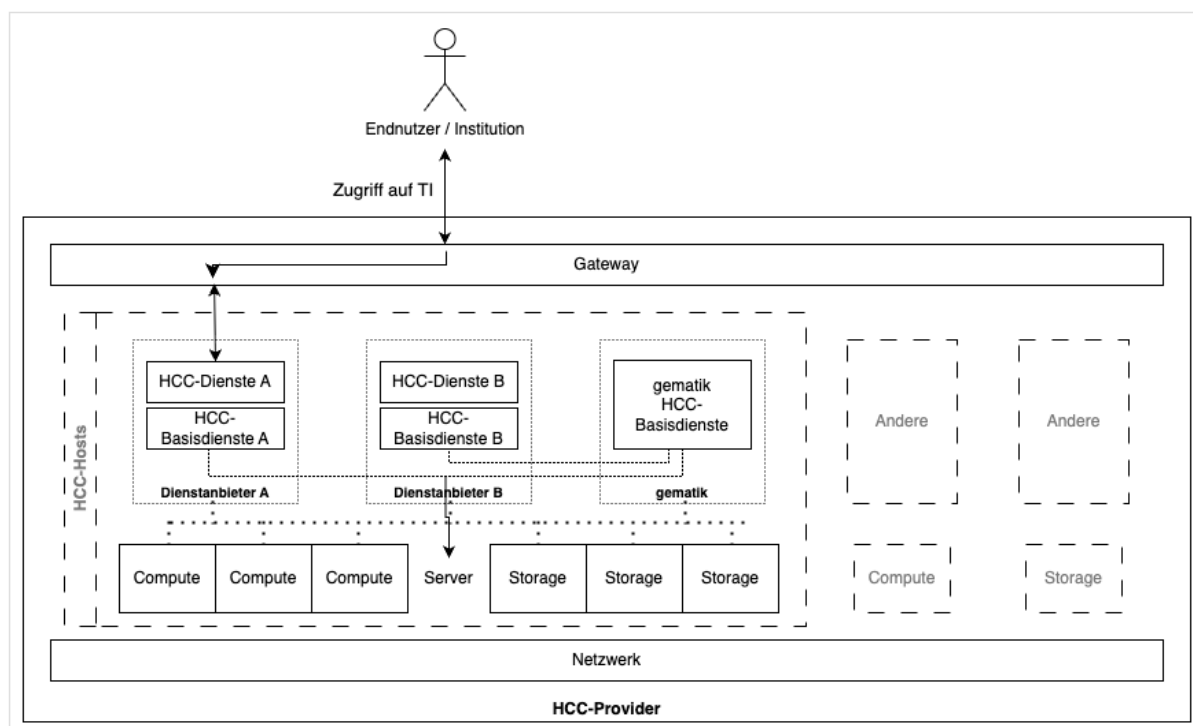 Endnutzer / Institution
Zugriff auf TI
Gateway
HCC-Hosts
HCC-Dienste A
HCC-
Basisdienste A
Dienstanbieter A
HCC-Dienste B
HCC-
Basisdienste B
Dienstanbieter B
gematik
HCC-
Basisdienste
gematik
Andere
Andere
Compute
Compute
Compute
Server
Storage
Storage
Storage
Compute
Storage
Netzwerk
HCC-Provider